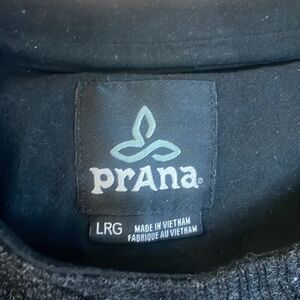 prAna®
LRG
MADE IN VIETNAM
FABRIQUÉ AU VIETNAM